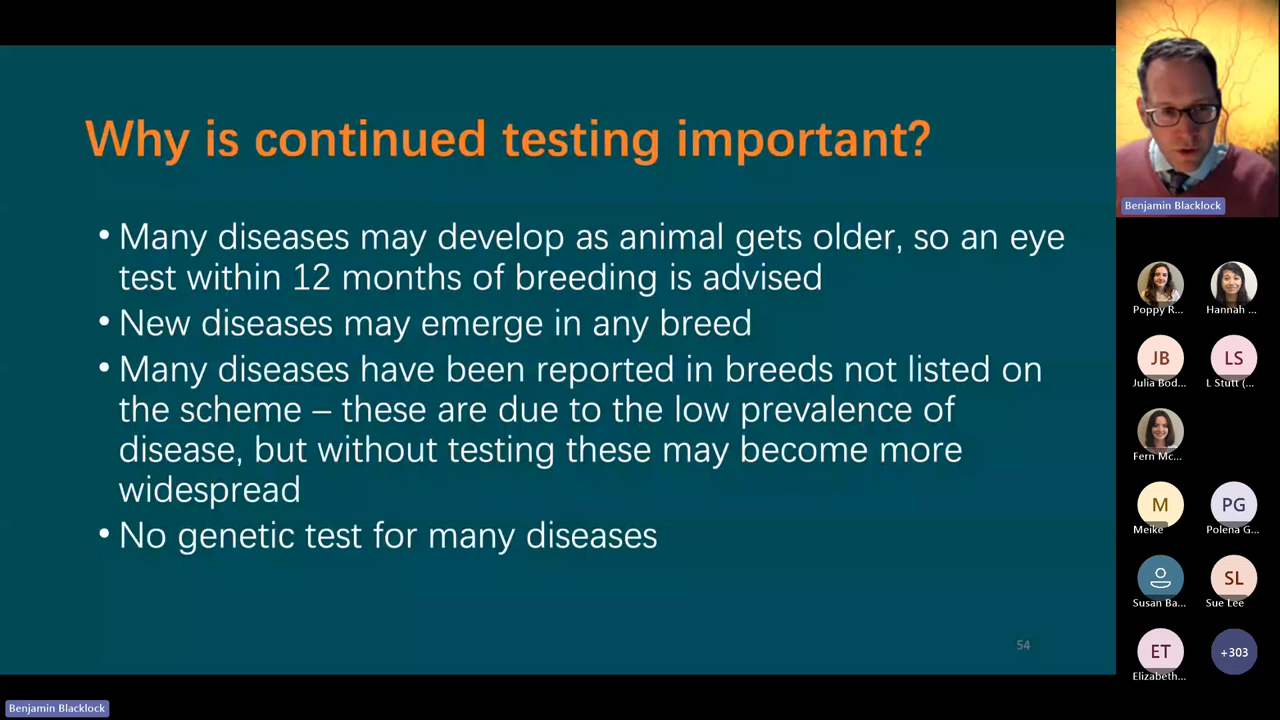 Why is continued testing important?
• Many diseases may develop as animal gets older, so an eye
test within 12 months of breeding is advised
• New diseases may emerge in any breed
• Many diseases have been reported in breeds not listed on
the scheme – these are due to the low prevalence of
disease, but without testing these may become more
widespread
• No genetic test for many diseases
54
Benjamin Blacklock
Poppy R...
Hannah ...
JB
LS
Julia Bod...
L Stutt (...
Fern Mc...
M
PG
Meike
Polena G...
SL
Susan Ba...
Sue Lee
ET
+303
Elizabeth...
Benjamin Blacklock